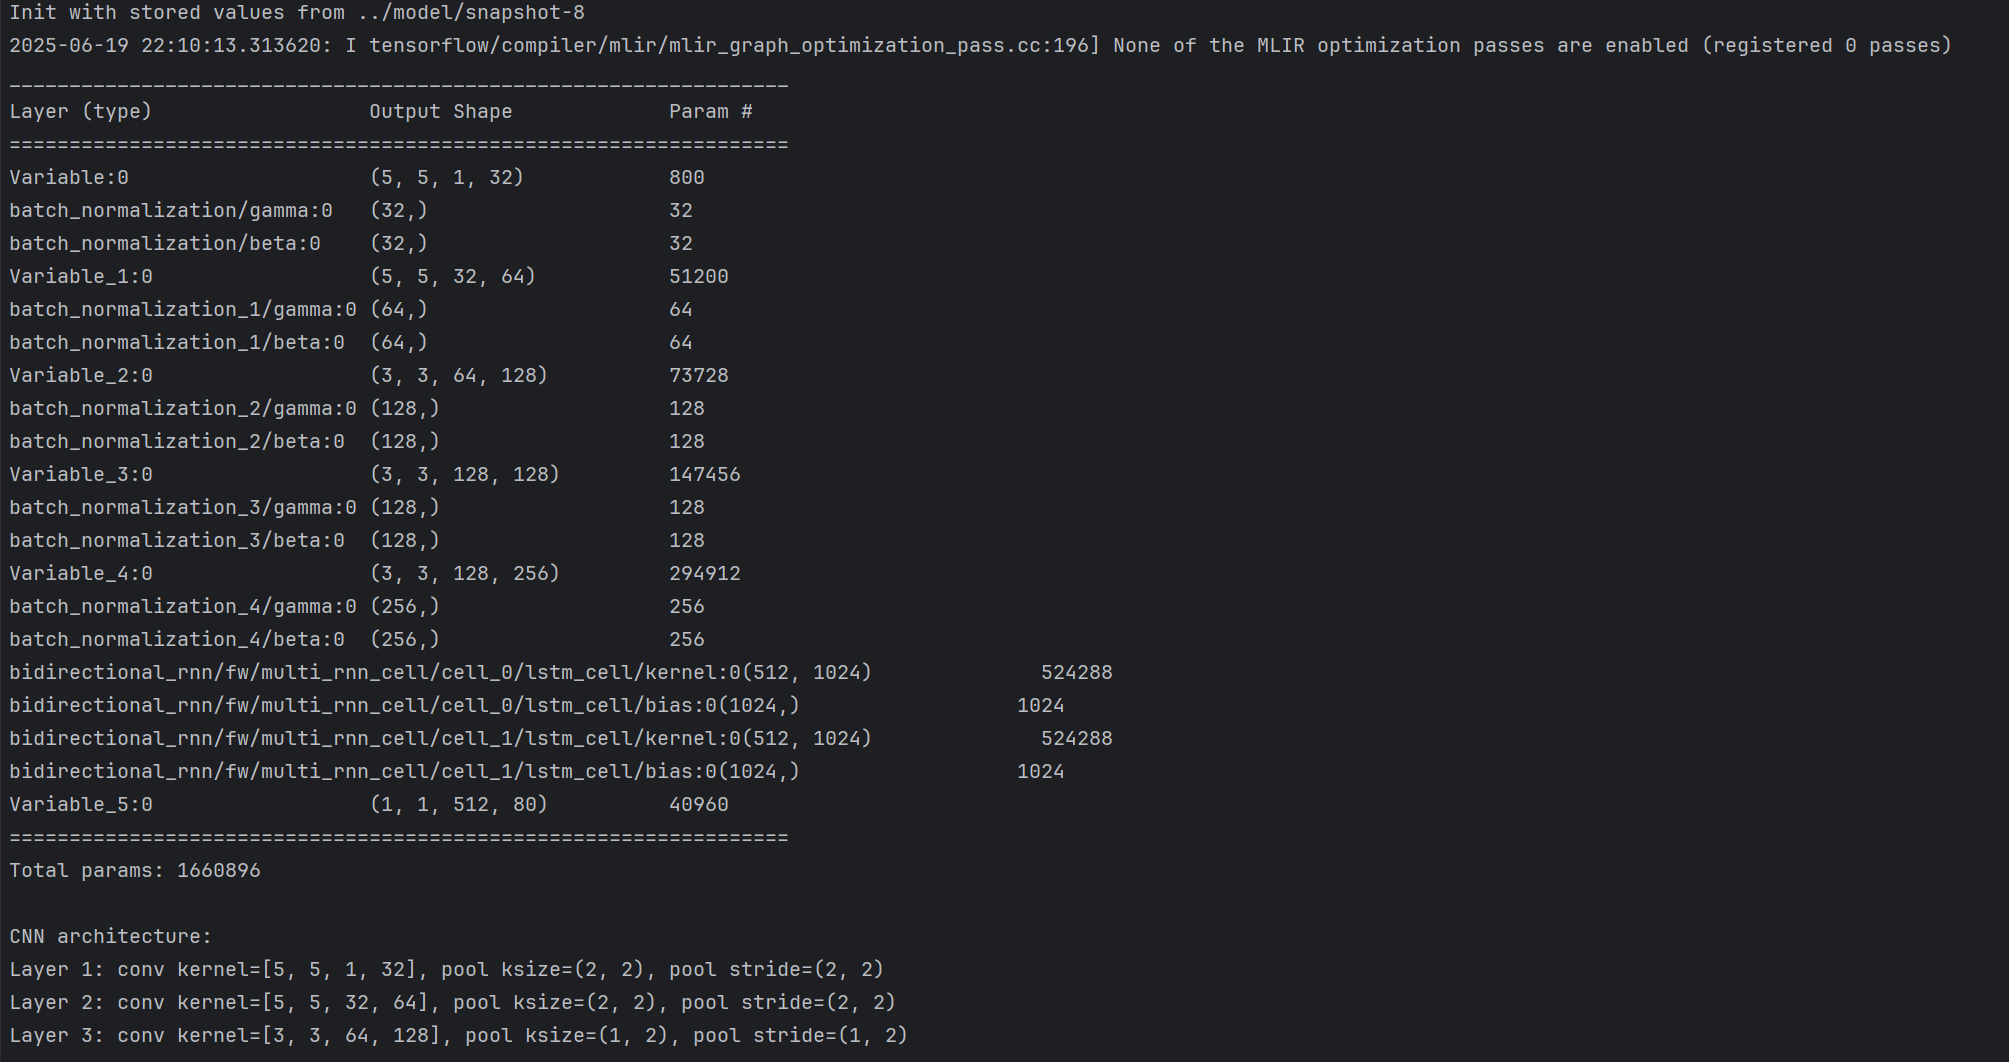 Init with stored values from ../model/snapshot-8
2025-06-19 22:10:13.313620: I tensorflow/compiler/mlir/mlir_graph_optimization_pass.cc:196] None of the MLIR optimization passes are enabled (registered 0 passes)
_________________________________________________________________
Layer (type)                  Output Shape             Param #
=================================================================
Variable:0                    (5, 5, 1, 32)            800
batch_normalization/gamma:0   (32,)                    32
batch_normalization/beta:0    (32,)                    32
Variable_1:0                  (5, 5, 32, 64)           51200
batch_normalization_1/gamma:0 (64,)                    64
batch_normalization_1/beta:0  (64,)                    64
Variable_2:0                  (3, 3, 64, 128)          73728
batch_normalization_2/gamma:0 (128,)                   128
batch_normalization_2/beta:0  (128,)                   128
Variable_3:0                  (3, 3, 128, 128)         147456
batch_normalization_3/gamma:0 (128,)                   128
batch_normalization_3/beta:0  (128,)                   128
Variable_4:0                  (3, 3, 128, 256)         294912
batch_normalization_4/gamma:0 (256,)                   256
batch_normalization_4/beta:0  (256,)                   256
bidirectional_rnn/fw/multi_rnn_cell/cell_0/lstm_cell/kernel:0(512, 1024)              524288
bidirectional_rnn/fw/multi_rnn_cell/cell_0/lstm_cell/bias:0(1024,)                  1024
bidirectional_rnn/fw/multi_rnn_cell/cell_1/lstm_cell/kernel:0(512, 1024)              524288
bidirectional_rnn/fw/multi_rnn_cell/cell_1/lstm_cell/bias:0(1024,)                  1024
Variable_5:0                  (1, 1, 512, 80)          40960
=================================================================
Total params: 1660896

CNN architecture:
Layer 1: conv kernel=[5, 5, 1, 32], pool ksize=(2, 2), pool stride=(2, 2)
Layer 2: conv kernel=[5, 5, 32, 64], pool ksize=(2, 2), pool stride=(2, 2)
Layer 3: conv kernel=[3, 3, 64, 128], pool ksize=(1, 2), pool stride=(1, 2)